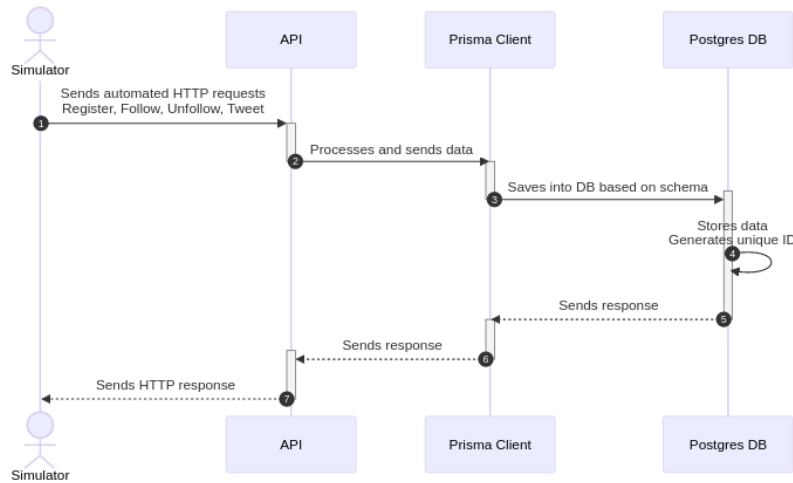 API
Prisma Client
Postgres DB
Simulator
Sends automated HTTP requests
Register, Follow, Unfollow, Tweet
1
Processes and sends data
2
Saves into DB based on schema
3
Stores data
Generates unique ID
4
Sends response
5
Sends response
6
Sends HTTP response
7
API
Prisma Client
Postgres DB
Simulator